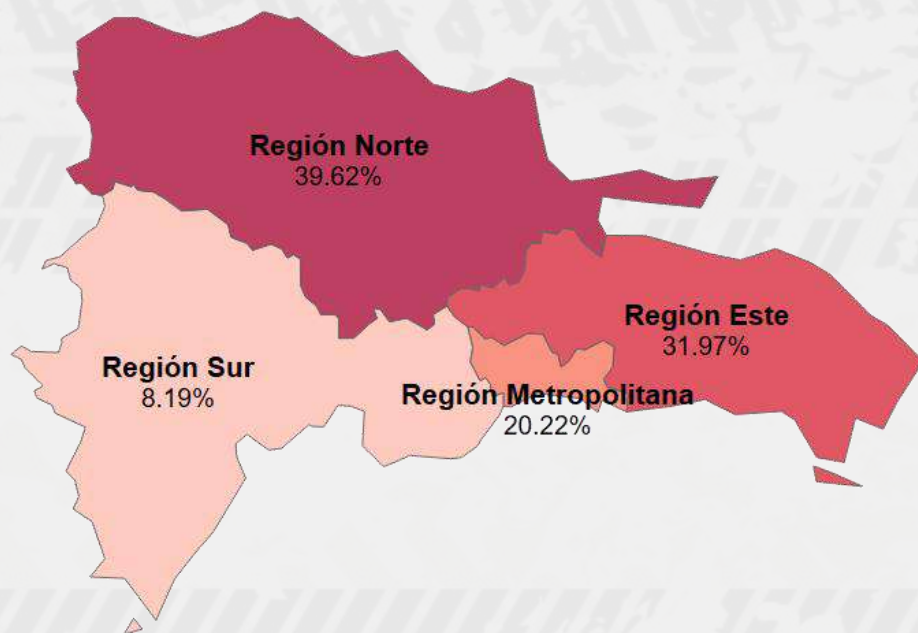 Región Norte
39.62%
Región Este
31.97%
Región Sur
8.19%
Región Metropolitana
20.22%